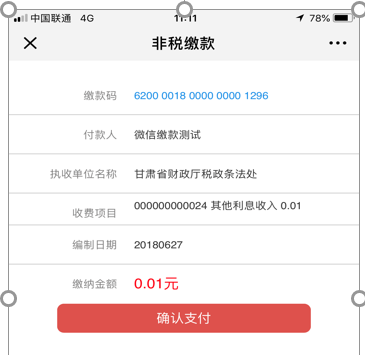 中国联通 4G 11:11 78%
非税缴款
缴款码 6200 0018 0000 0000 1296
付款人 微信缴款测试
执收单位名称 甘肃省财政厅税政条法处
收费项目 000000000024 其他利息收入 0.01
编制日期 20180627
缴纳金额 0.01元
确认支付